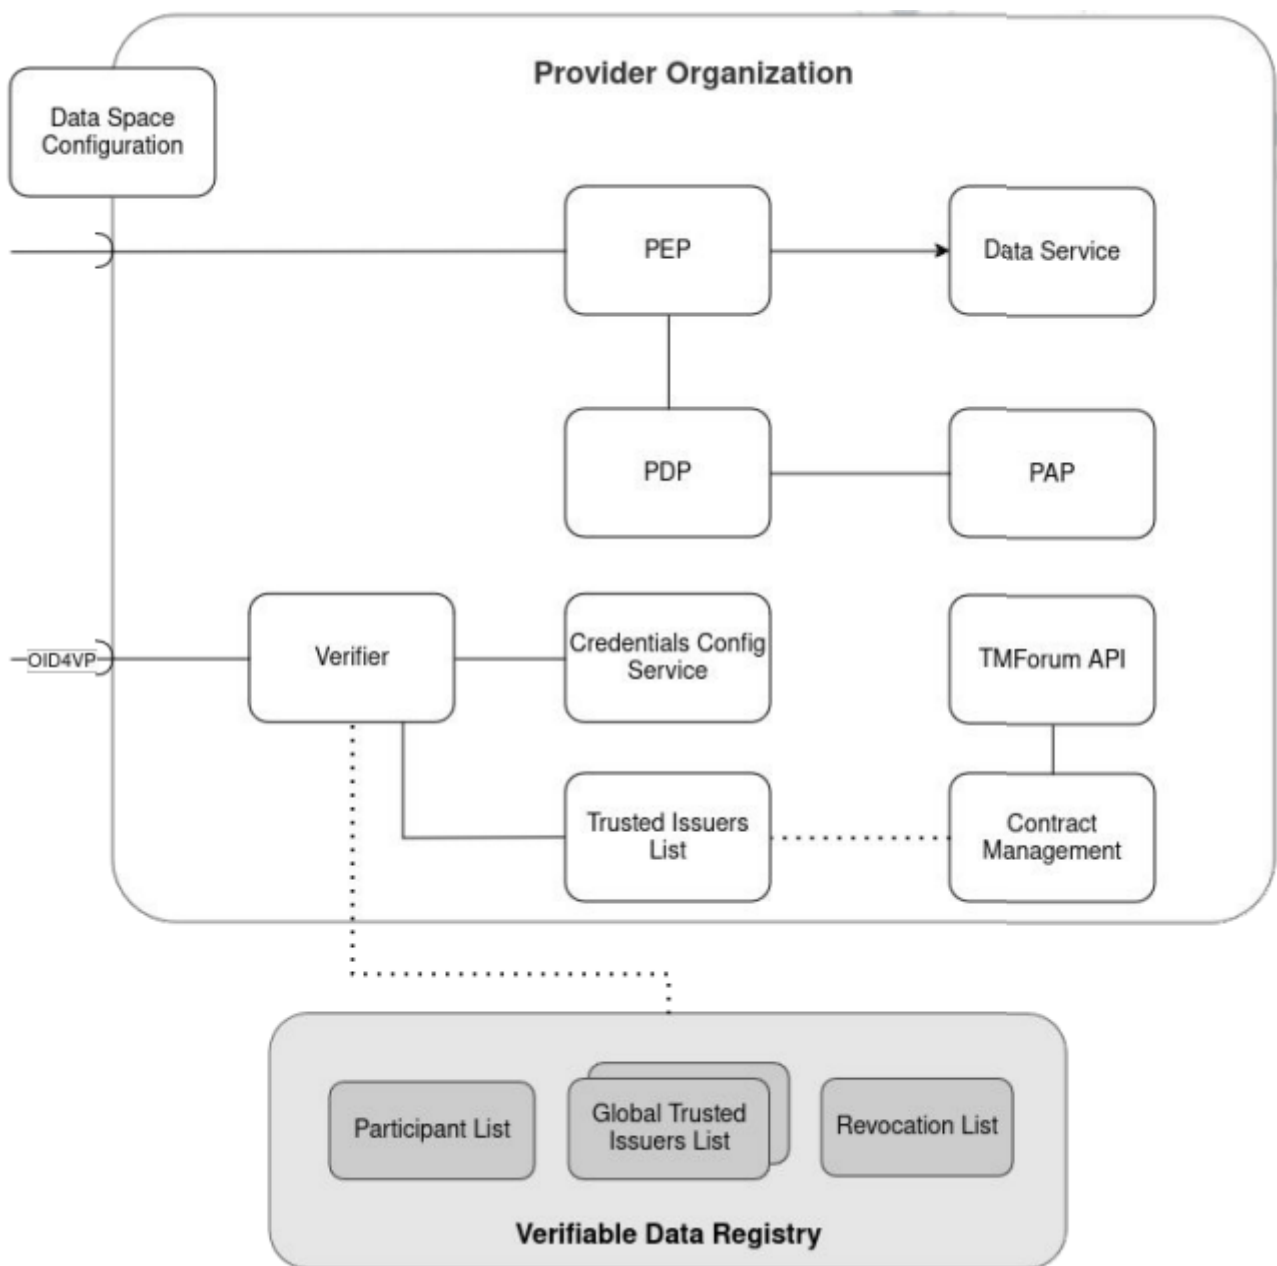 Provider Organization
Data Space
Configuration
PEP
Data Service
PDP
PAP
OID4VP
Verifier
Credentials Config
Service
TMForum API
Trusted Issuers
List
Contract
Management
Participant List
Global Trusted
Issuers List
Revocation List
Verifiable Data Registry